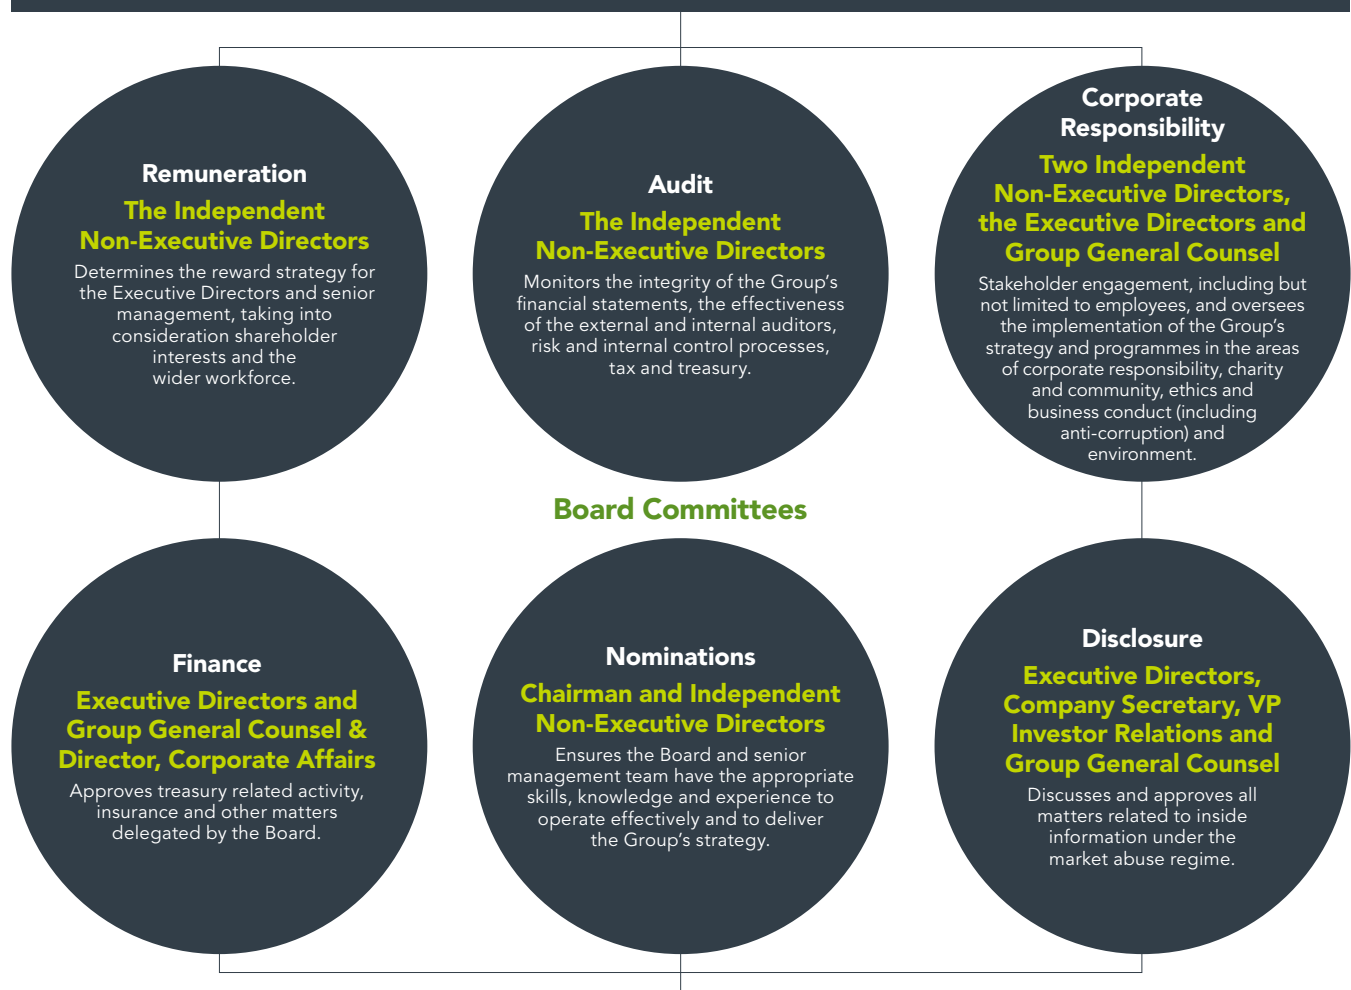 Remuneration
The Independent
Non-Executive Directors
Determines the reward strategy for
the Executive Directors and senior
management, taking into
consideration shareholder
interests and the
wider workforce.
Audit
The Independent
Non-Executive Directors
Monitors the integrity of the Group's
financial statements, the effectiveness
of the external and internal auditors,
risk and internal control processes,
tax and treasury.
Corporate
Responsibility
Two Independent
Non-Executive Directors,
the Executive Directors and
Group General Counsel
Stakeholder engagement, including but
not limited to employees, and oversees
the implementation of the Group's
strategy and programmes in the areas
of corporate responsibility, charity
and community, ethics and
business conduct (including
anti-corruption) and
environment.
Board Committees
Finance
Executive Directors and
Group General Counsel &
Director, Corporate Affairs
Approves treasury related activity,
insurance and other matters
delegated by the Board.
Nominations
Chairman and Independent
Non-Executive Directors
Ensures the Board and senior
management team have the appropriate
skills, knowledge and experience to
operate effectively and to deliver
the Group's strategy.
Disclosure
Executive Directors,
Company Secretary, VP
Investor Relations and
Group General Counsel
Discusses and approves all
matters related to inside
information under the
market abuse regime.